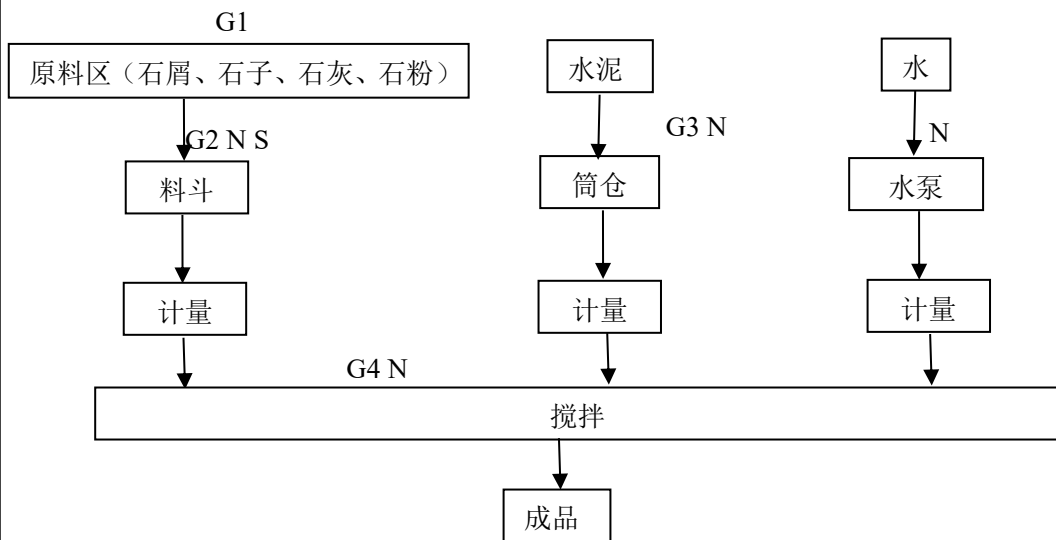 G1
原料区（石屑、石子、石灰、石粉）
水泥
水
G2 N S
G3 N
N
料斗
筒仓
水泵
计量
计量
计量
G4 N
搅拌
成品